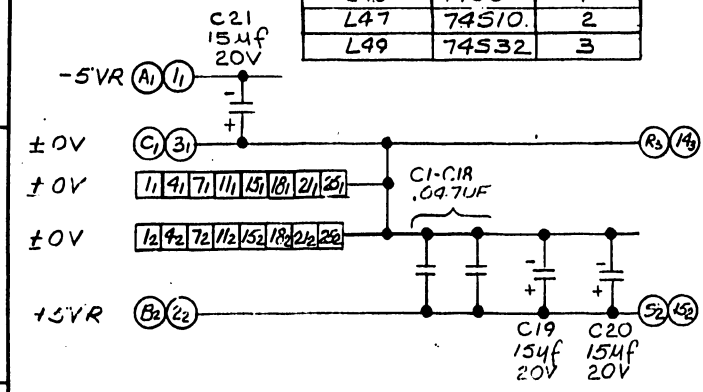 C21
15µf
20V
L47 74S10. 2
L49 74S32 3
-5VR A1 11
±0V C1 31 R3 143
±0V 11 41 71 111 151 181 211 251
C1-C18
.047UF
±0V 12 42 72 112 152 182 212 252
+5VR B2 22 S2 152
C19 C20
15µf 15µf
20V 20V